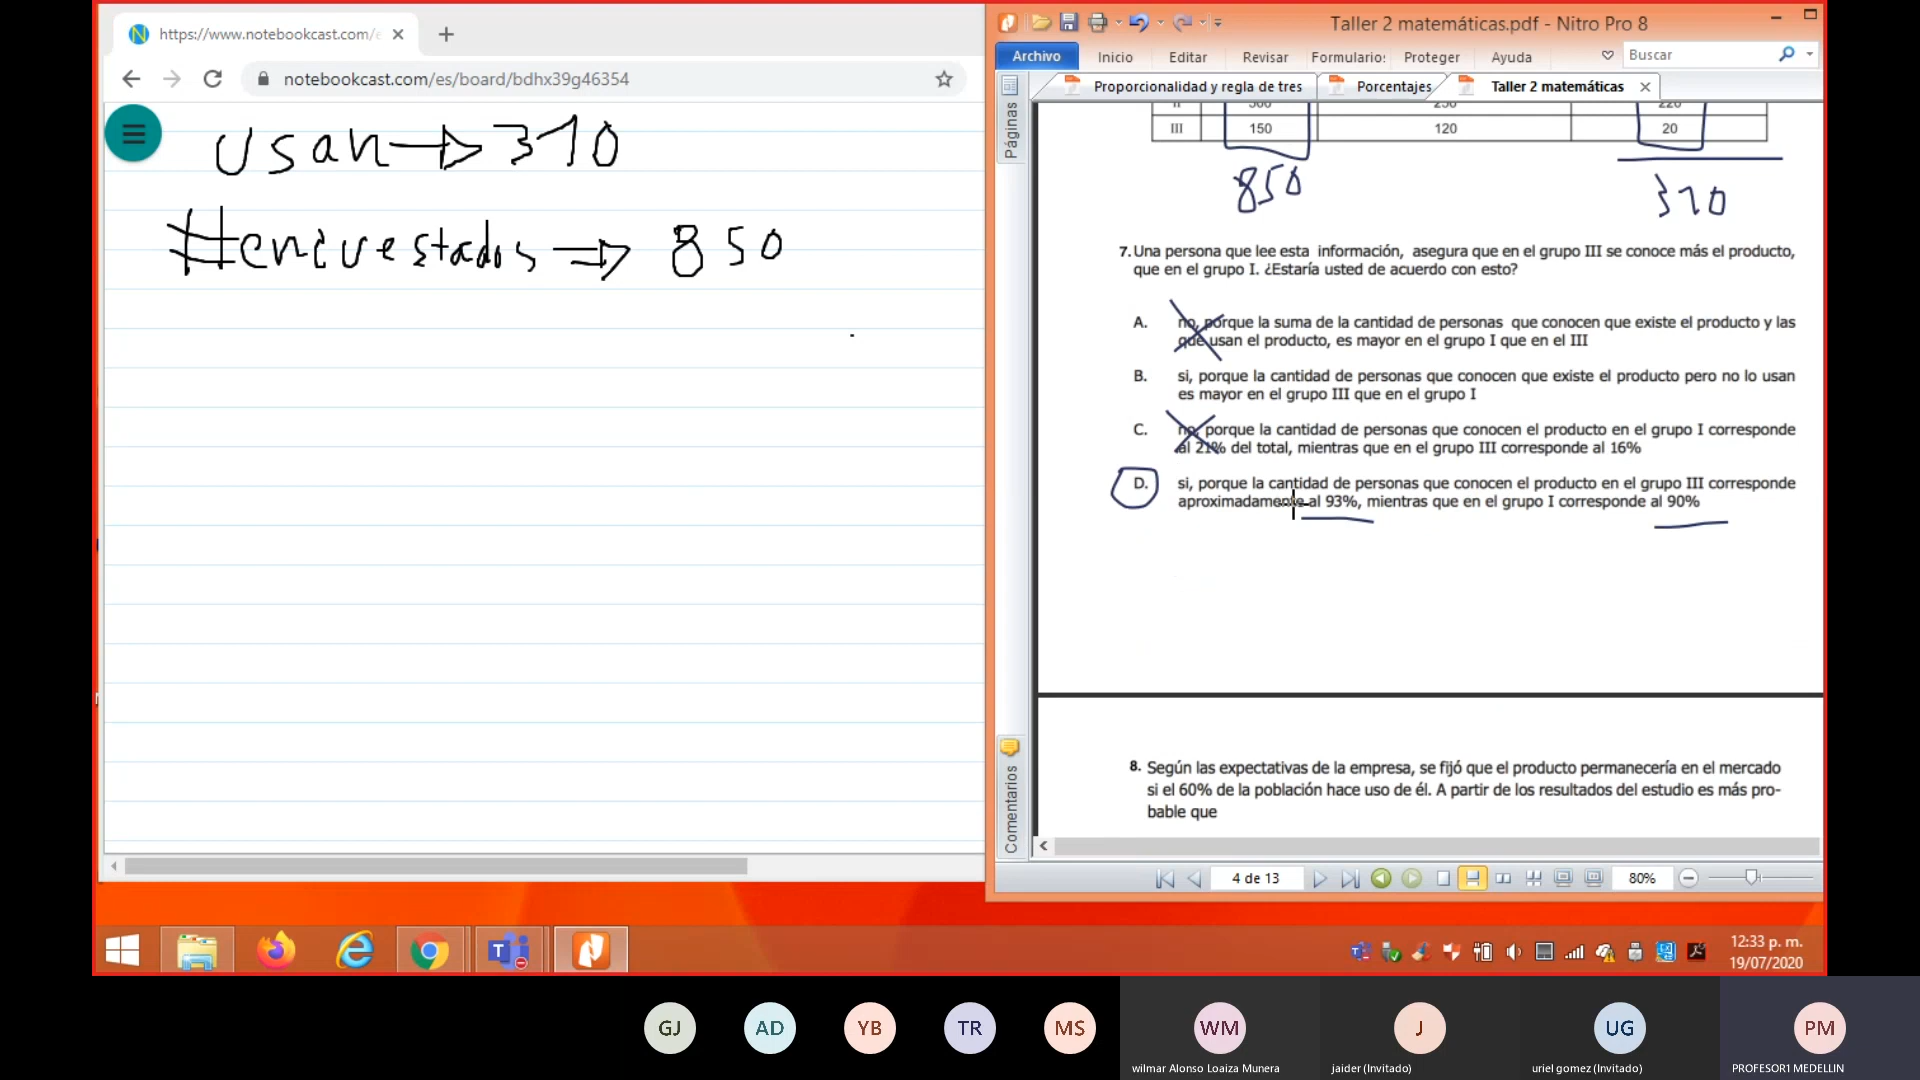 https://www.notebookcast.com/e
notebookcast.com/es/board/bdhx39g46354
Usan → 310
#encuestados ⇒ 850
Taller 2 matemáticas.pdf - Nitro Pro 8
Archivo Inicio Editar Revisar Formulario: Proteger Ayuda Buscar
Proporcionalidad y regla de tres Porcentajes Taller 2 matemáticas
Páginas
II 500 250 220
III 150 120 20
850 310
7. Una persona que lee esta información, asegura que en el grupo III se conoce más el producto,
que en el grupo I. ¿Estaría usted de acuerdo con esto?
A. no, porque la suma de la cantidad de personas que conocen que existe el producto y las
que usan el producto, es mayor en el grupo I que en el III
B. si, porque la cantidad de personas que conocen que existe el producto pero no lo usan
es mayor en el grupo III que en el grupo I
C. no, porque la cantidad de personas que conocen el producto en el grupo I corresponde
al 21% del total, mientras que en el grupo III corresponde al 16%
D. si, porque la cantidad de personas que conocen el producto en el grupo III corresponde
aproximadamente al 93%, mientras que en el grupo I corresponde al 90%
8. Según las expectativas de la empresa, se fijó que el producto permanecería en el mercado
si el 60% de la población hace uso de él. A partir de los resultados del estudio es más pro-
bable que
Comentarios
4 de 13 80%
12:33 p. m.
19/07/2020
GJ AD YB TR MS WM J UG PM
wilmar Alonso Loaiza Munera jaider (Invitado) uriel gomez (Invitado) PROFESOR1 MEDELLIN